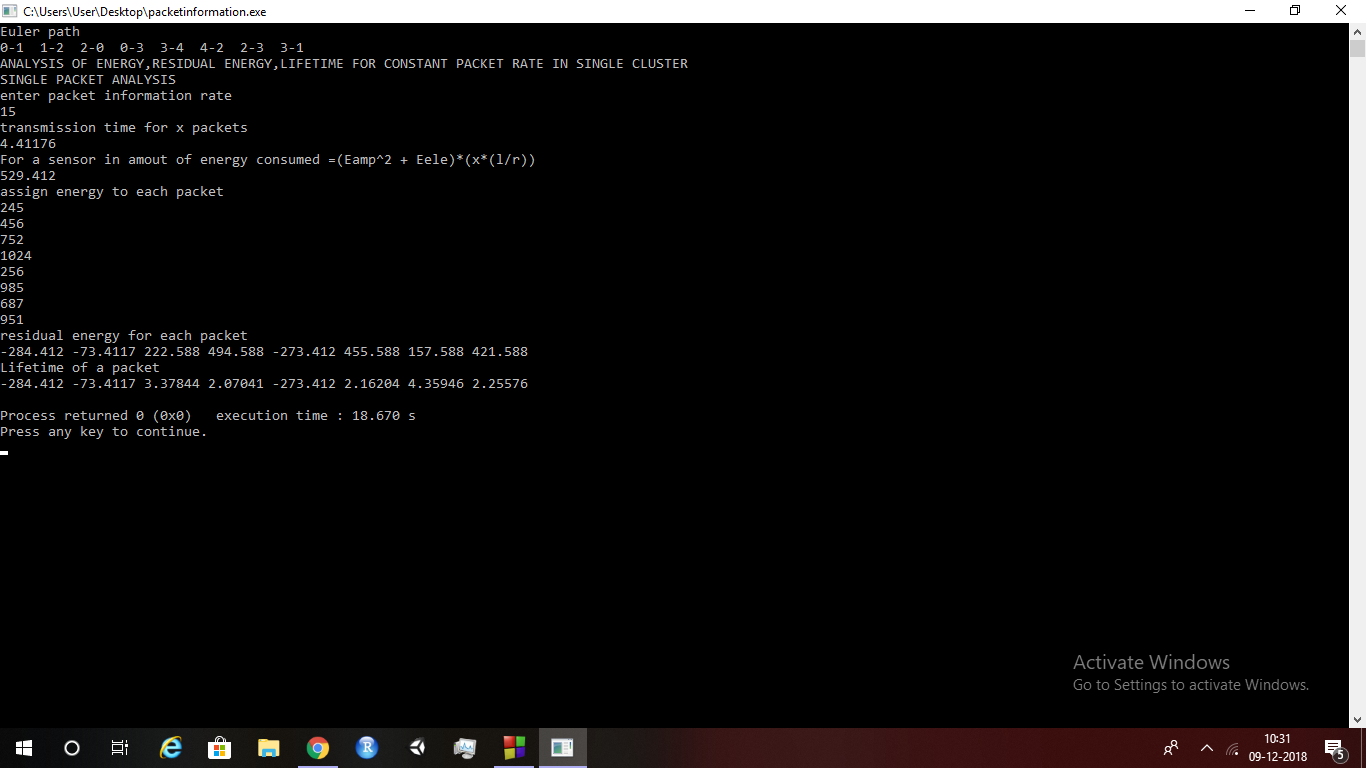 C:\Users\User\Desktop\packetinformation.exe
Euler path
0-1  1-2  2-0  0-3  3-4  4-2  2-3  3-1
ANALYSIS OF ENERGY,RESIDUAL ENERGY,LIFETIME FOR CONSTANT PACKET RATE IN SINGLE CLUSTER
SINGLE PACKET ANALYSIS
enter packet information rate
15
transmission time for x packets
4.41176
For a sensor in amout of energy consumed =(Eamp^2 + Eele)*(x*(l/r))
529.412
assign energy to each packet
245
456
752
1024
256
985
687
951
residual energy for each packet
-284.412 -73.4117 222.588 494.588 -273.412 455.588 157.588 421.588
Lifetime of a packet
-284.412 -73.4117 3.37844 2.07041 -273.412 2.16204 4.35946 2.25576
Process returned 0 (0x0)   execution time : 18.670 s
Press any key to continue.
Activate Windows
Go to Settings to activate Windows.
R
10:31
09-12-2018
5